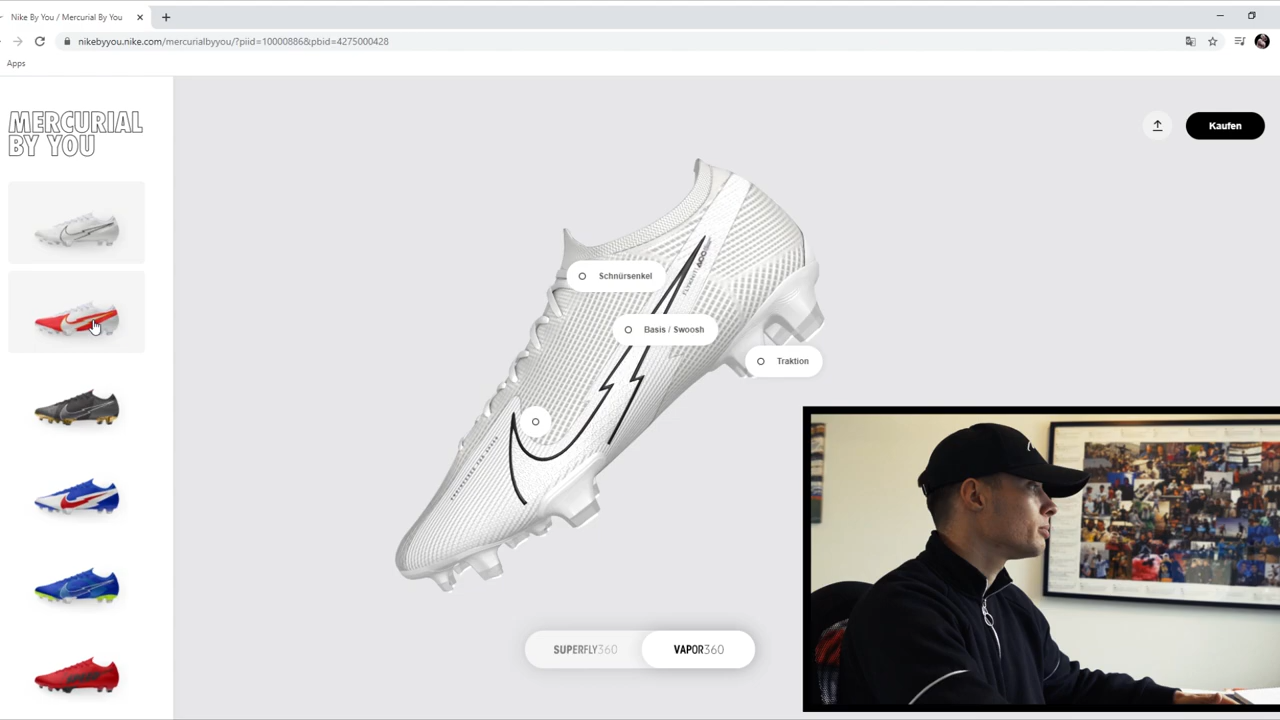 Nike By You / Mercurial By You
nikebyyou.nike.com/mercurialbyyou/?piid=10000886&pbid=4275000428
Apps
MERCURIAL
BY YOU
Kaufen
Schnürsenkel
Basis / Swoosh
Traktion
SUPERFLY360
VAPOR360